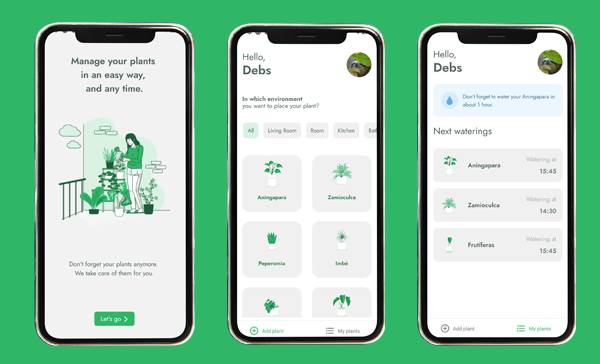 Manage your plants
in an easy way,
and any time.
Don't forget your plants anymore.
We take care of them for you.
Let's go
Hello,
Debs
In which environment
you want to place your plant?
All
Living Room
Room
Kitchen
Bath
Aningapara
Zamioculca
Peperomia
Imbé
Add plant
My plants
Hello,
Debs
Don't forget to water your Aningapara in
about 1 hour.
Next waterings
Aningapara
Watering at
15:45
Zamioculca
Watering at
14:30
Frutíferas
Watering at
15:45
Add plant
My plants